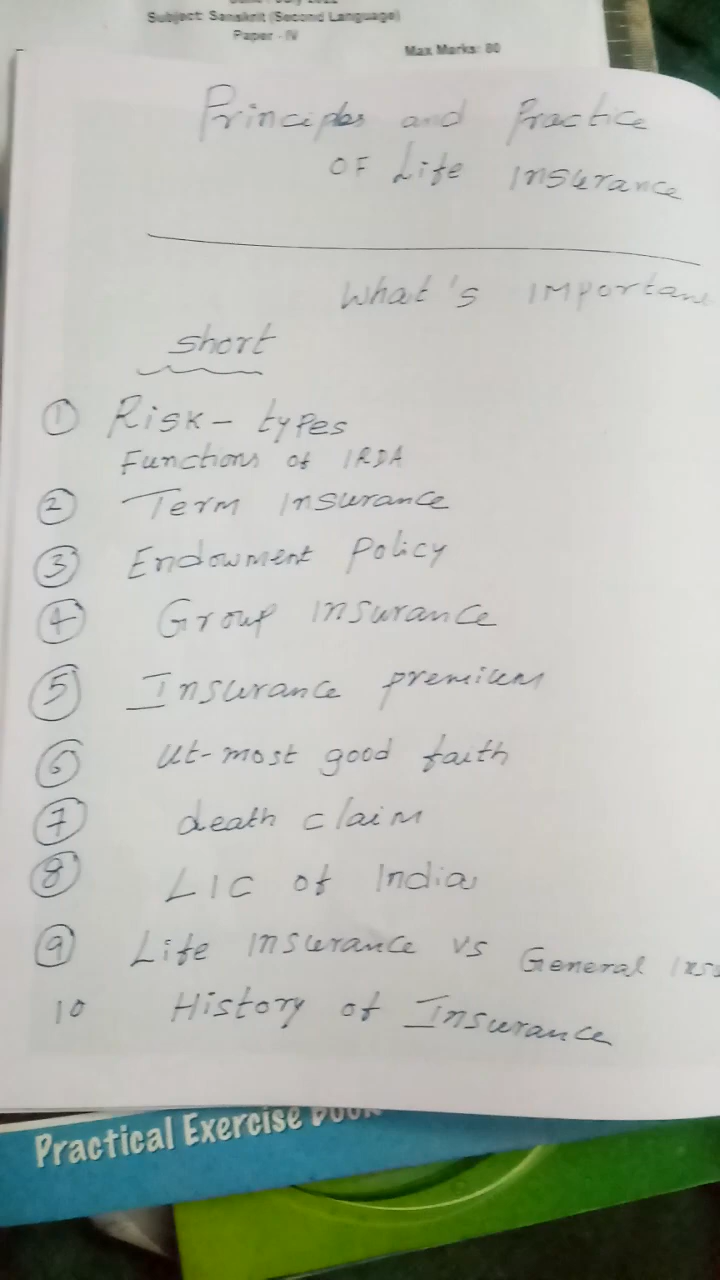 Subject: Sanskrit (Second Language)
Paper - IV
Max Marks: 80
Principles and Practice
OF Life Insurance
What's Important
short
① Risk - types
Functions of IRDA
② Term Insurance
③ Endowment Policy
④ Group Insurance
⑤ Insurance premium
⑥ Ut-most good faith
⑦ death claim
⑧ LIC of India
⑨ Life Insurance vs General Insu
10 History of Insurance
Practical Exercise Book